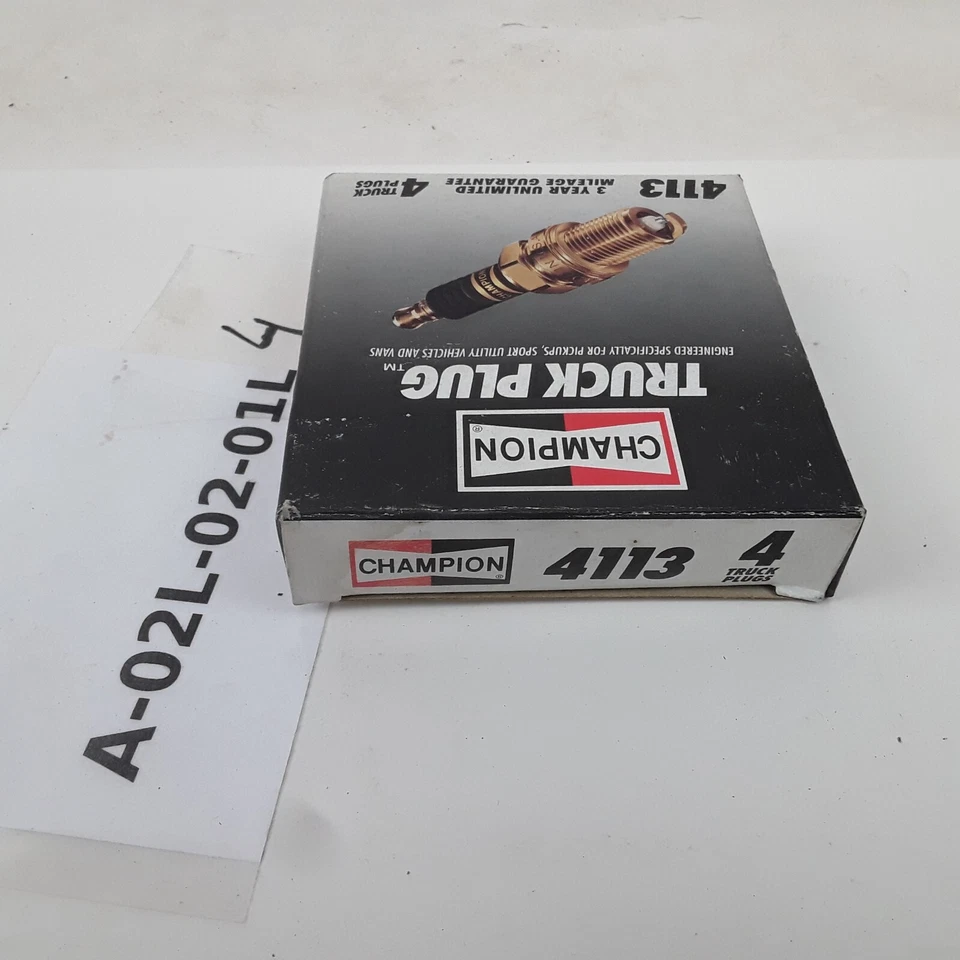 4113
3 YEAR UNLIMITED
MILEAGE GUARANTEE
4
TRUCK
PLUGS
CHAMPION
ENGINEERED SPECIFICALLY FOR PICKUPS, SPORT UTILITY VEHICLES AND VANS
TRUCK PLUG™
CHAMPION®
CHAMPION®
4113
4
TRUCK
PLUGS
A-02L-02-01L 4